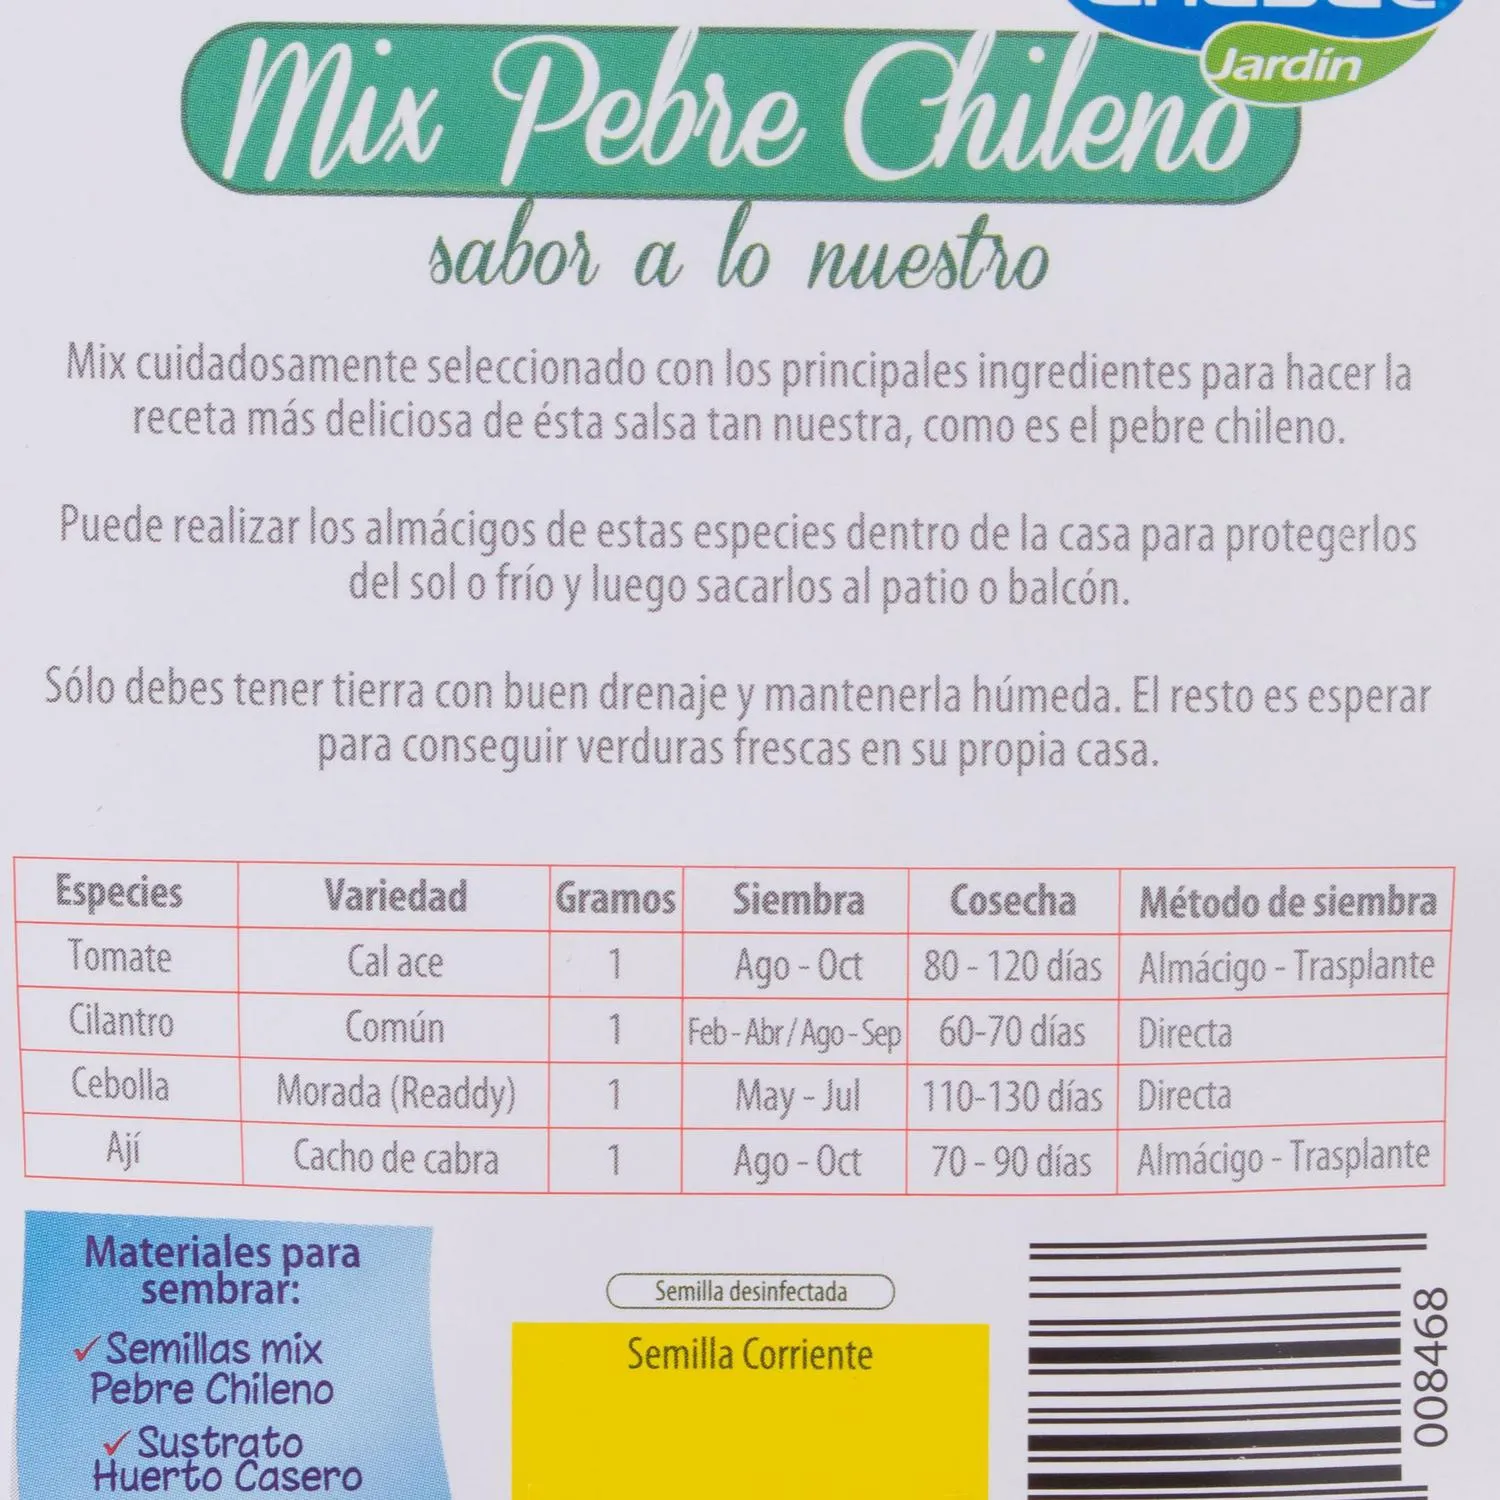 Jardín
Mix Pebre Chileno
sabor a lo nuestro
Mix cuidadosamente seleccionado con los principales ingredientes para hacer la
receta más deliciosa de ésta salsa tan nuestra, como es el pebre chileno.
Puede realizar los almácigos de estas especies dentro de la casa para protegerlos
del sol o frío y luego sacarlos al patio o balcón.
Sólo debes tener tierra con buen drenaje y mantenerla húmeda. El resto es esperar
para conseguir verduras frescas en su propia casa.
Especies Variedad Gramos Siembra Cosecha Método de siembra
Tomate Cal ace 1 Ago - Oct 80 - 120 días Almácigo - Trasplante
Cilantro Común 1 Feb - Abr / Ago - Sep 60-70 días Directa
Cebolla Morada (Readdy) 1 May - Jul 110-130 días Directa
Ají Cacho de cabra 1 Ago - Oct 70 - 90 días Almácigo - Trasplante
Materiales para
sembrar:
✓ Semillas mix
Pebre Chileno
✓ Sustrato
Huerto Casero
Semilla desinfectada
Semilla Corriente
008468